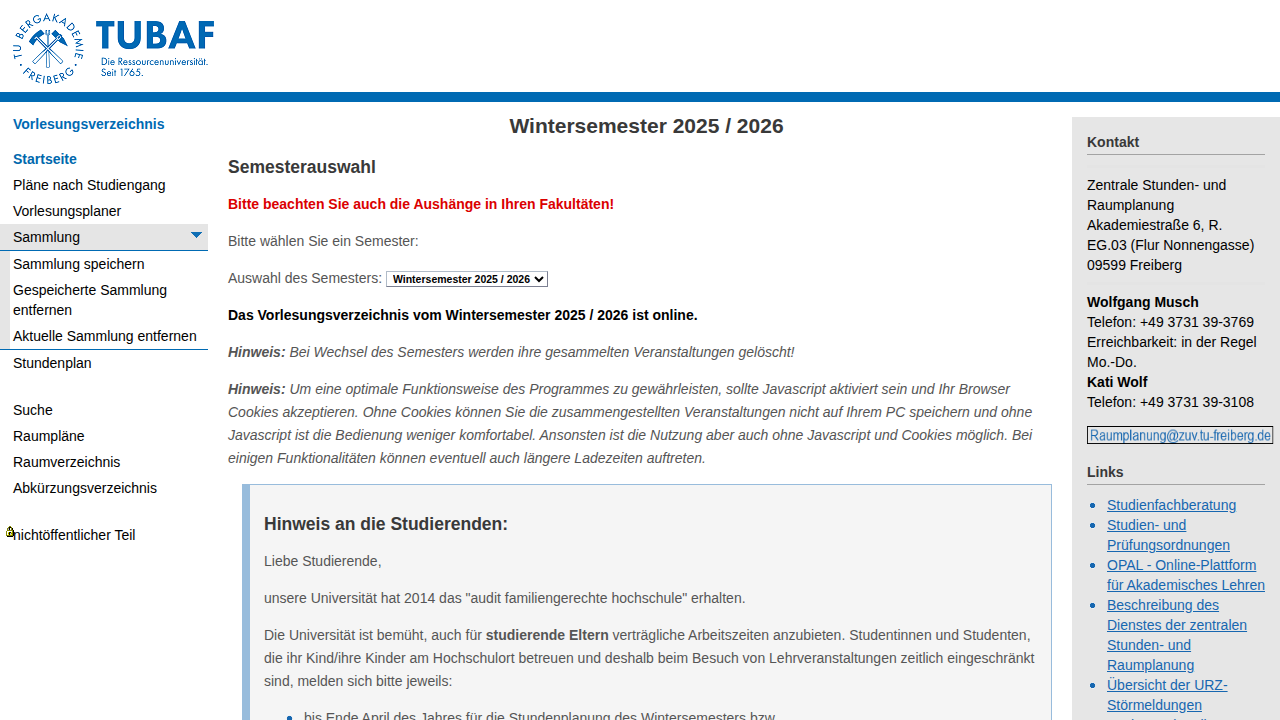 TU BERGAKADEMIE
FREIBERG
TUBAF
Die Ressourcenuniversität.
Seit 1765.
Vorlesungsverzeichnis
Startseite
Pläne nach Studiengang
Vorlesungsplaner
Sammlung
Sammlung speichern
Gespeicherte Sammlung
entfernen
Aktuelle Sammlung entfernen
Stundenplan
Suche
Raumpläne
Raumverzeichnis
Abkürzungsverzeichnis
nichtöffentlicher Teil
Wintersemester 2025 / 2026
Semesterauswahl
Bitte beachten Sie auch die Aushänge in Ihren Fakultäten!
Bitte wählen Sie ein Semester:
Auswahl des Semesters: Wintersemester 2025 / 2026
Das Vorlesungsverzeichnis vom Wintersemester 2025 / 2026 ist online.
Hinweis: Bei Wechsel des Semesters werden ihre gesammelten Veranstaltungen gelöscht!
Hinweis: Um eine optimale Funktionsweise des Programmes zu gewährleisten, sollte Javascript aktiviert sein und Ihr Browser
Cookies akzeptieren. Ohne Cookies können Sie die zusammengestellten Veranstaltungen nicht auf Ihrem PC speichern und ohne
Javascript ist die Bedienung weniger komfortabel. Ansonsten ist die Nutzung aber auch ohne Javascript und Cookies möglich. Bei
einigen Funktionalitäten können eventuell auch längere Ladezeiten auftreten.
Hinweis an die Studierenden:
Liebe Studierende,
unsere Universität hat 2014 das "audit familiengerechte hochschule" erhalten.
Die Universität ist bemüht, auch für studierende Eltern verträgliche Arbeitszeiten anzubieten. Studentinnen und Studenten,
die ihr Kind/ihre Kinder am Hochschulort betreuen und deshalb beim Besuch von Lehrveranstaltungen zeitlich eingeschränkt
sind, melden sich bitte jeweils:
bis Ende April des Jahres für die Stundenplanung des Wintersemesters bzw.
Kontakt
Zentrale Stunden- und
Raumplanung
Akademiestraße 6, R.
EG.03 (Flur Nonnengasse)
09599 Freiberg
Wolfgang Musch
Telefon: +49 3731 39-3769
Erreichbarkeit: in der Regel
Mo.-Do.
Kati Wolf
Telefon: +49 3731 39-3108
Raumplanung@zuv.tu-freiberg.de
Links
Studienfachberatung
Studien- und
Prüfungsordnungen
OPAL - Online-Plattform
für Akademisches Lehren
Beschreibung des
Dienstes der zentralen
Stunden- und
Raumplanung
Übersicht der URZ-
Störmeldungen